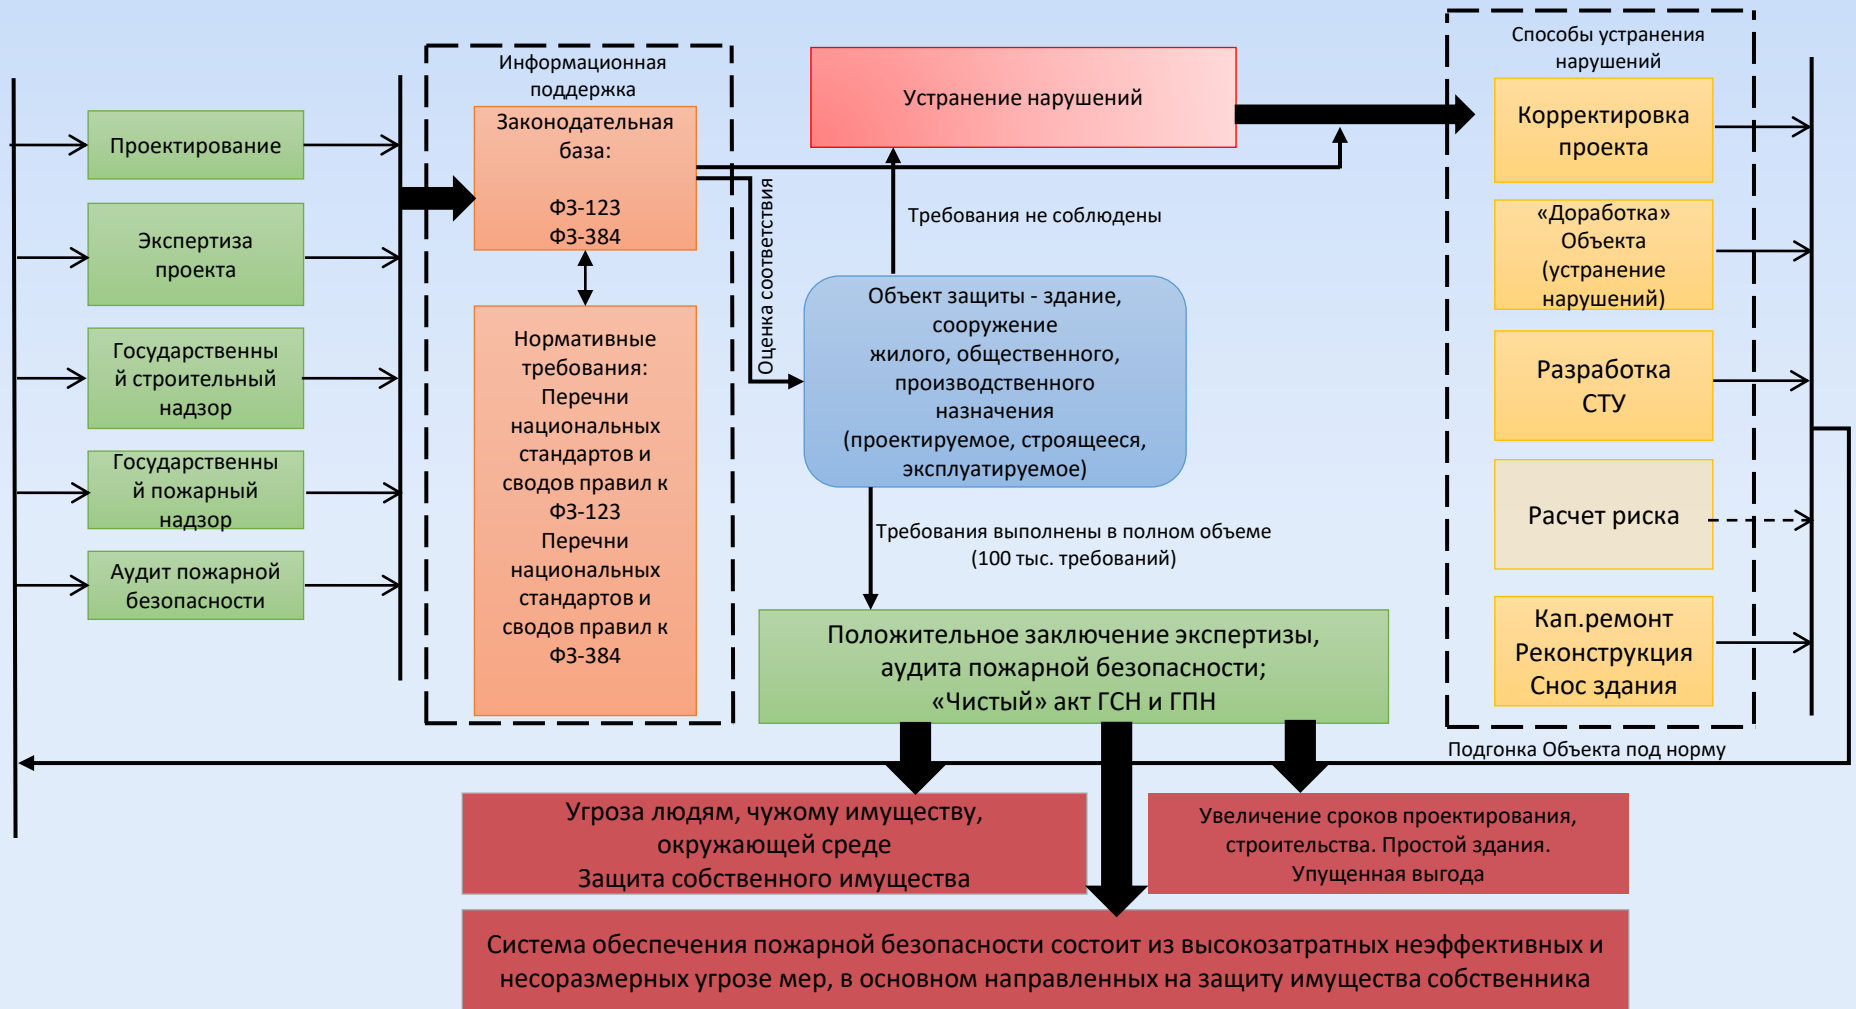 Проектирование
Экспертиза
проекта
Государственны
й строительный
надзор
Государственны
й пожарный
надзор
Аудит пожарной
безопасности
Информационная
поддержка
Законодательная
база:
ФЗ-123
ФЗ-384
Нормативные
требования:
Перечни
национальных
стандартов и
сводов правил к
ФЗ-123
Перечни
национальных
стандартов и
сводов правил к
ФЗ-384
Оценка соответствия
Устранение нарушений
Требования не соблюдены
Объект защиты - здание,
сооружение
жилого, общественного,
производственного
назначения
(проектируемое, строящееся,
эксплуатируемое)
Требования выполнены в полном объеме
(100 тыс. требований)
Положительное заключение экспертизы,
аудита пожарной безопасности;
«Чистый» акт ГСН и ГПН
Способы устранения
нарушений
Корректировка
проекта
«Доработка»
Объекта
(устранение
нарушений)
Разработка
СТУ
Расчет риска
Кап.ремонт
Реконструкция
Снос здания
Подгонка Объекта под норму
Угроза людям, чужому имуществу,
окружающей среде
Защита собственного имущества
Увеличение сроков проектирования,
строительства. Простой здания.
Упущенная выгода
Система обеспечения пожарной безопасности состоит из высокозатратных неэффективных и
несоразмерных угрозе мер, в основном направленных на защиту имущества собственника